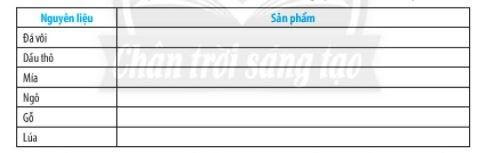 Nguyên liệu Sản phẩm
Đá vôi
Dầu thô
Chân trời sáng tạo
Mía
Ngô
Gỗ
Lúa